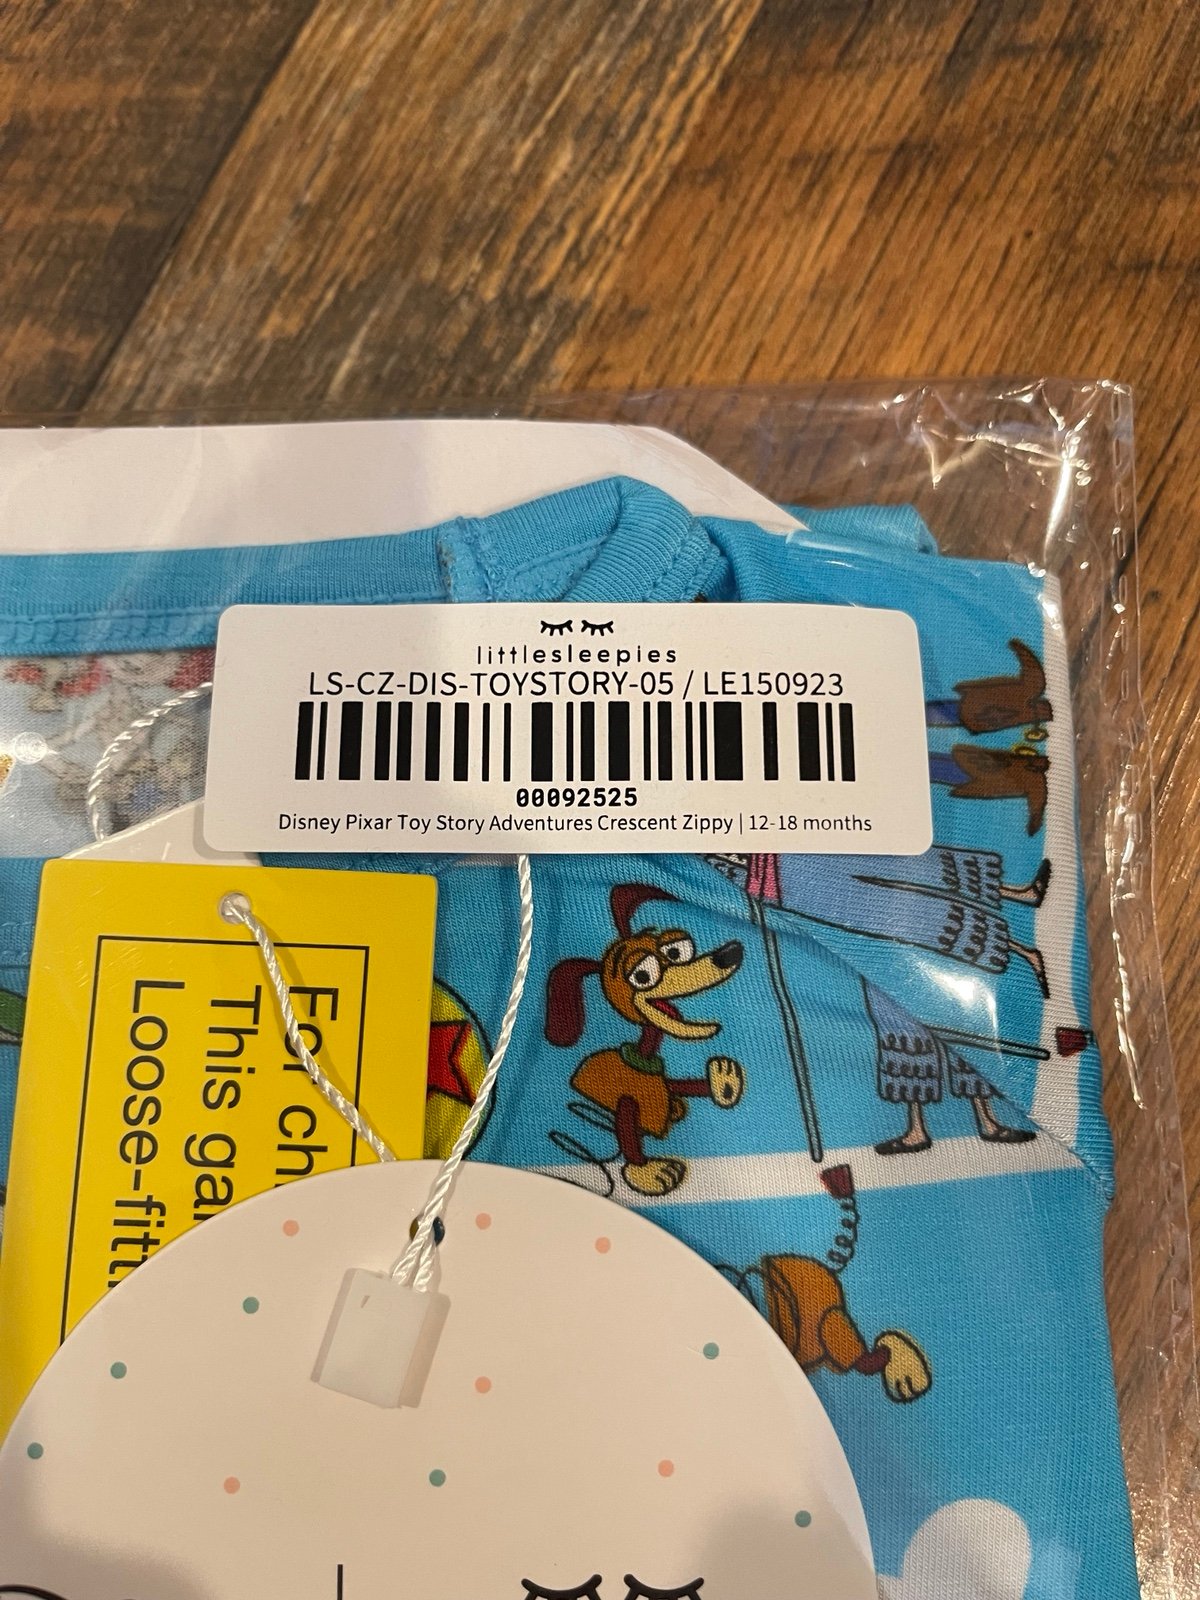 littlesleepies
LS-CZ-DIS-TOYSTORY-05 / LE150923
00092525
Disney Pixar Toy Story Adventures Crescent Zippy | 12-18 months
For
This
Loose-fitt